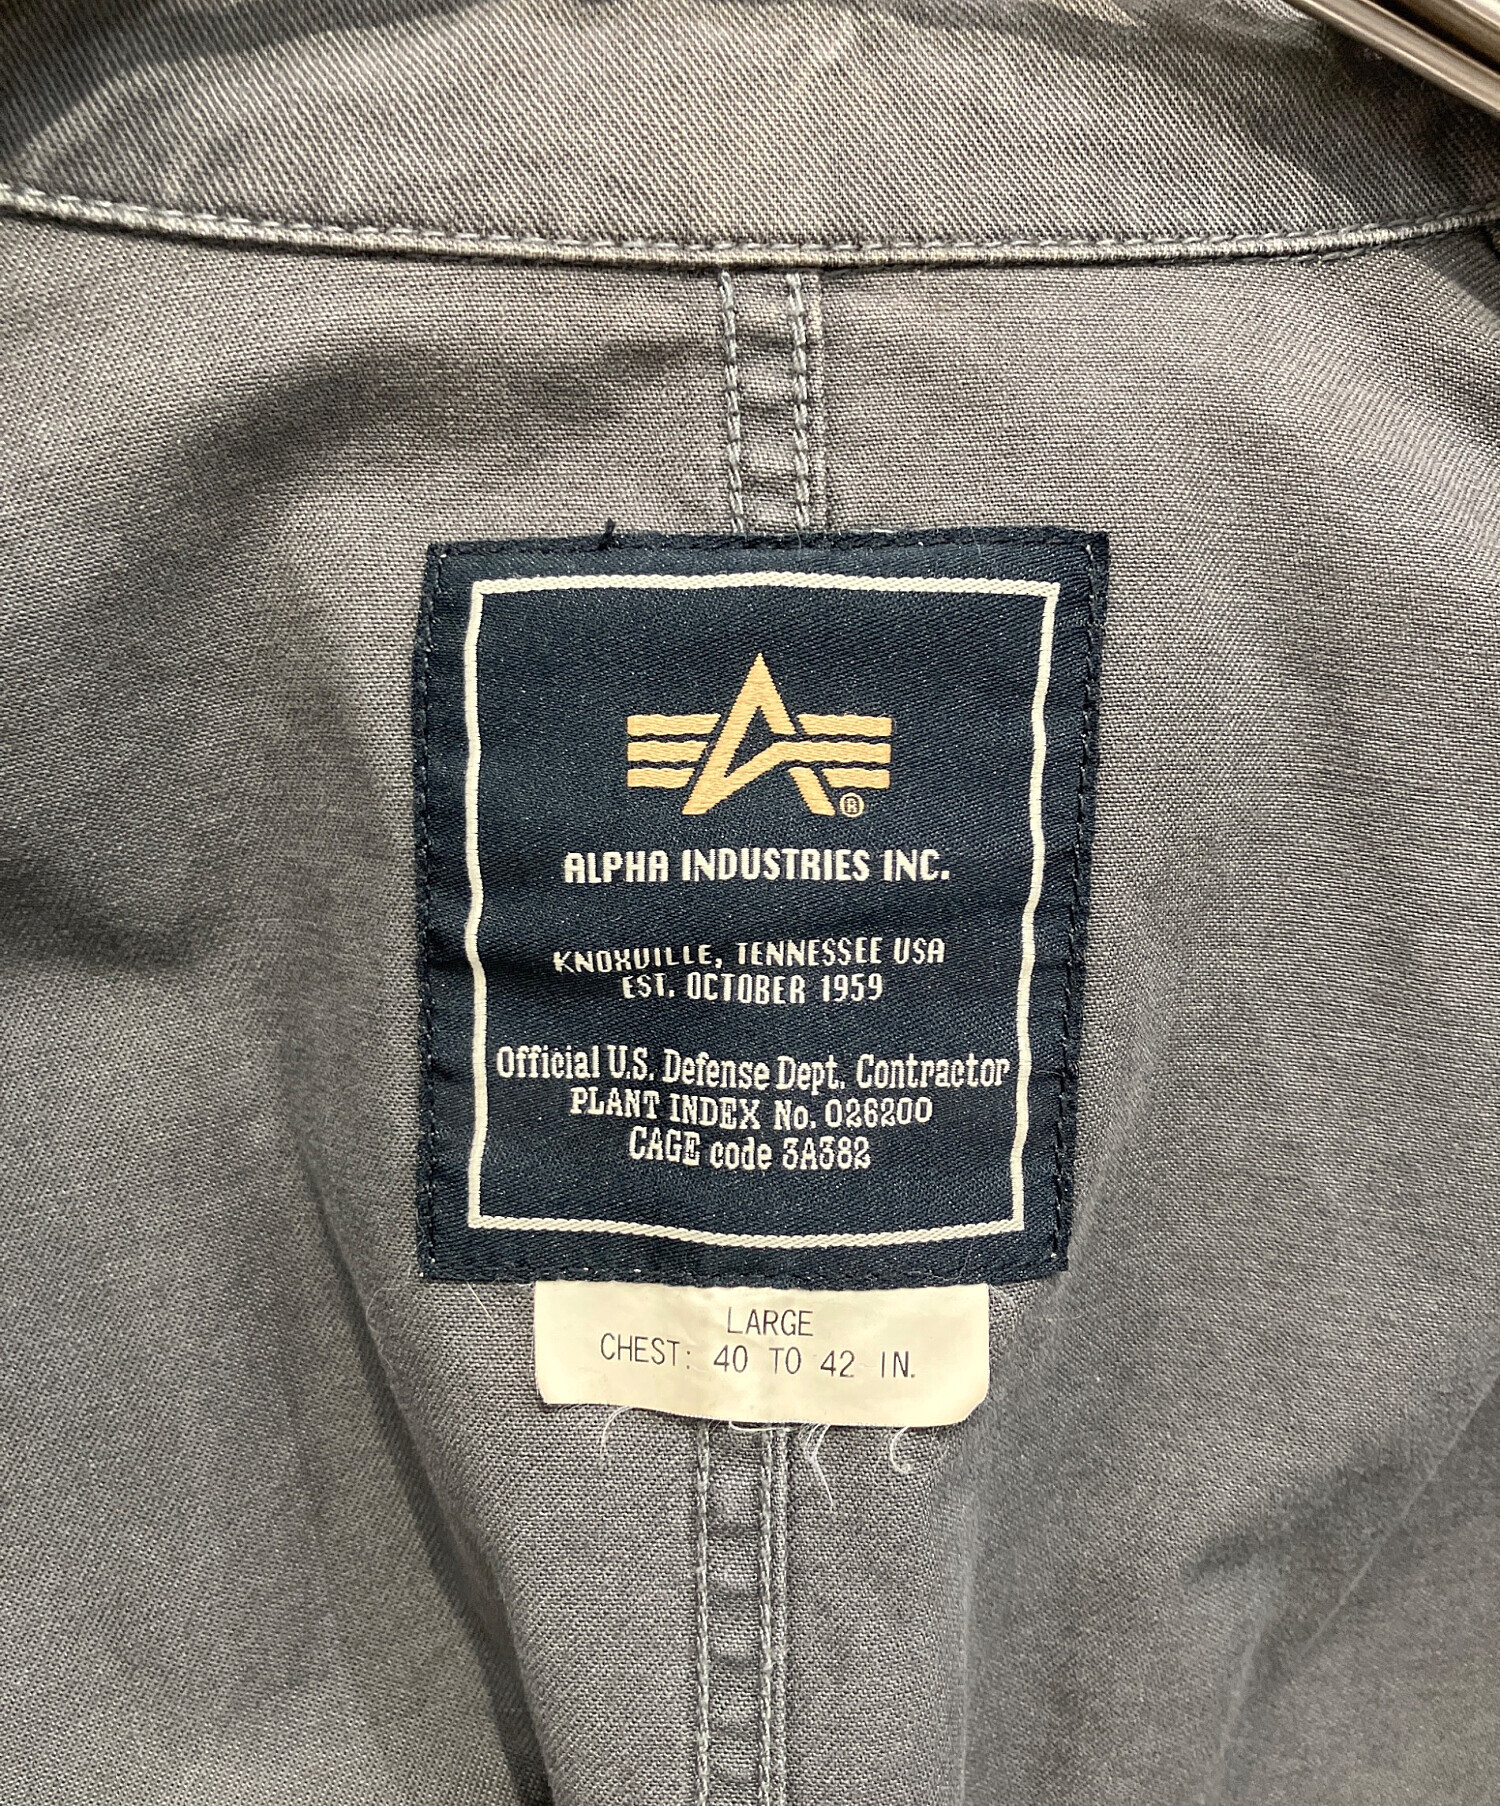 ®
ALPHA INDUSTRIES INC.
KNOXVILLE, TENNESSEE USA
EST. OCTOBER 1959
Official U.S. Defense Dept. Contractor
PLANT INDEX No. 026200
CAGE code 3A382
LARGE
CHEST: 40 TO 42 IN.